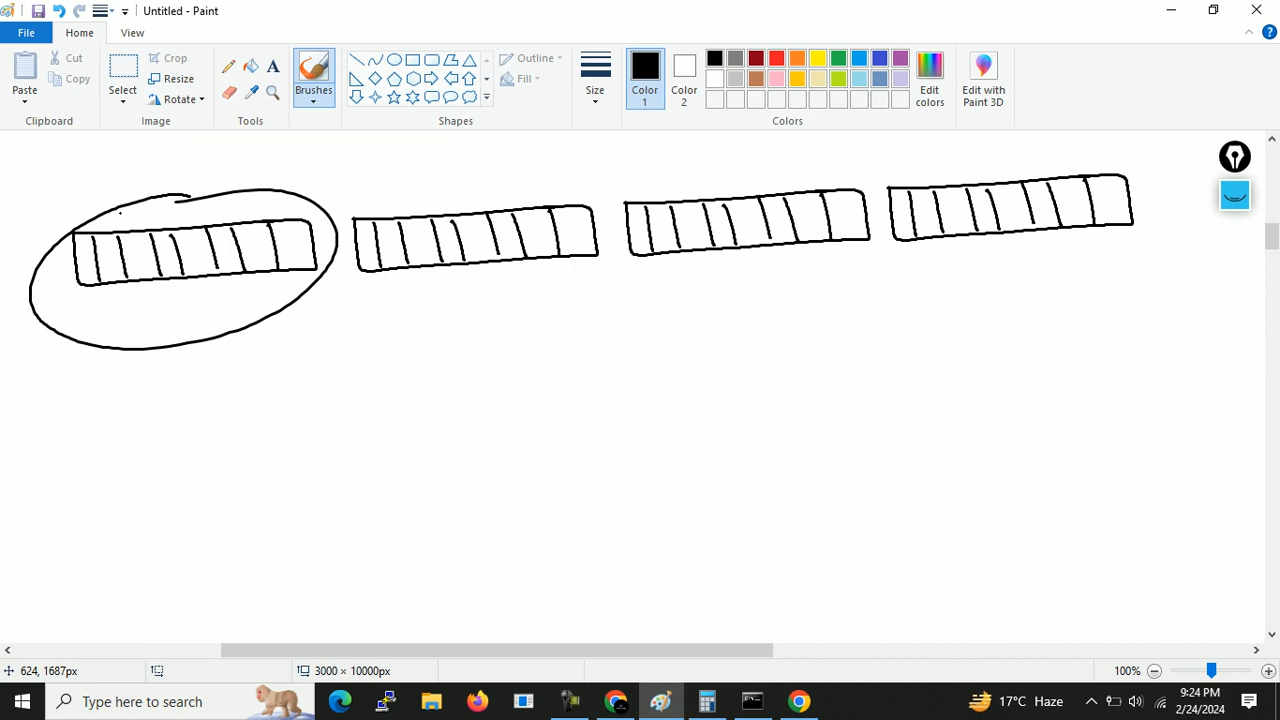 Untitled - Paint
File Home View
Paste
Cut
Copy
Clipboard
Select
Crop
Resize
Rotate
Image
A
Tools
Brushes
Shapes
Outline
Fill
Size
Color 1
Color 2
Colors
Edit colors
Edit with Paint 3D
624, 1687px
3000 × 10000px
100%
Type here to search
17°C Haze
9:24 PM
2/24/2024